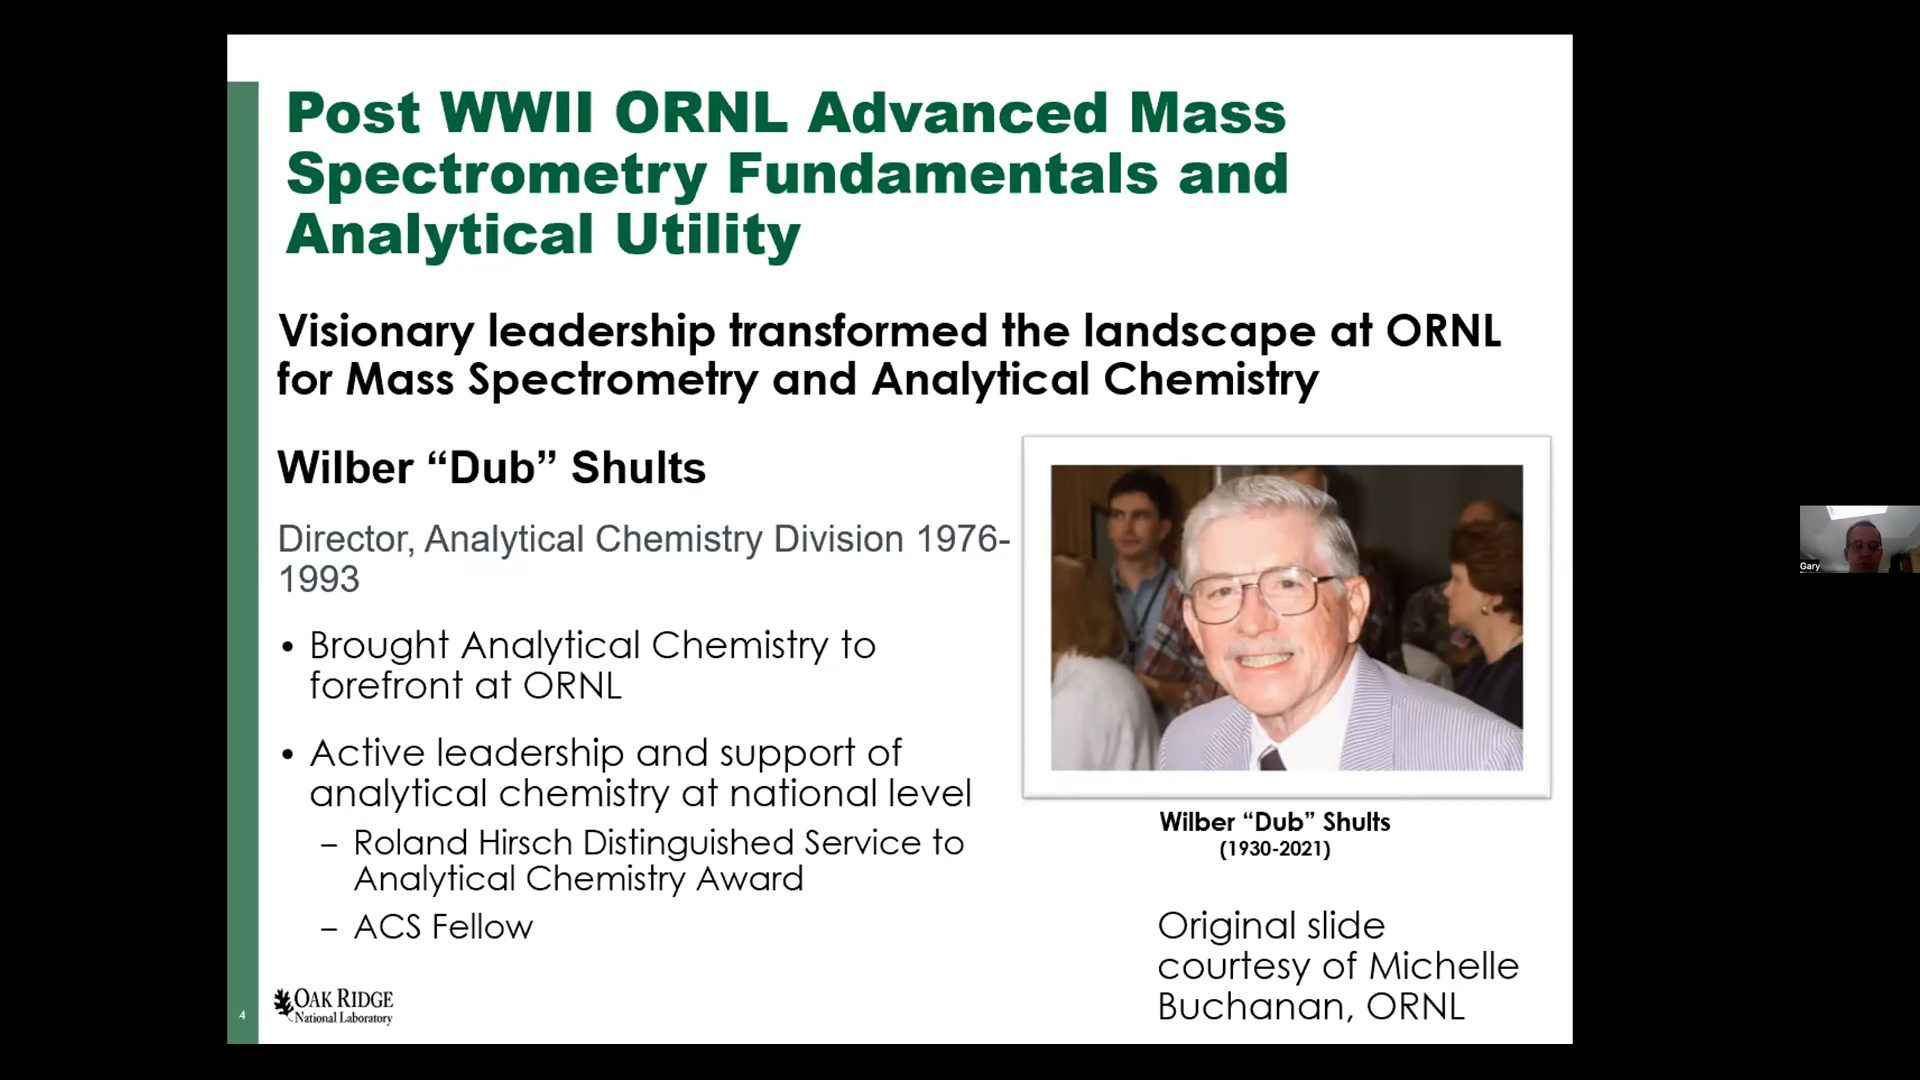 Post WWII ORNL Advanced Mass
Spectrometry Fundamentals and
Analytical Utility
Visionary leadership transformed the landscape at ORNL
for Mass Spectrometry and Analytical Chemistry
Wilber “Dub” Shults
Director, Analytical Chemistry Division 1976-
1993
• Brought Analytical Chemistry to
forefront at ORNL
• Active leadership and support of
analytical chemistry at national level
– Roland Hirsch Distinguished Service to
Analytical Chemistry Award
– ACS Fellow
Wilber “Dub” Shults
(1930-2021)
Original slide
courtesy of Michelle
Buchanan, ORNL
4
OAK RIDGE
National Laboratory
Gary